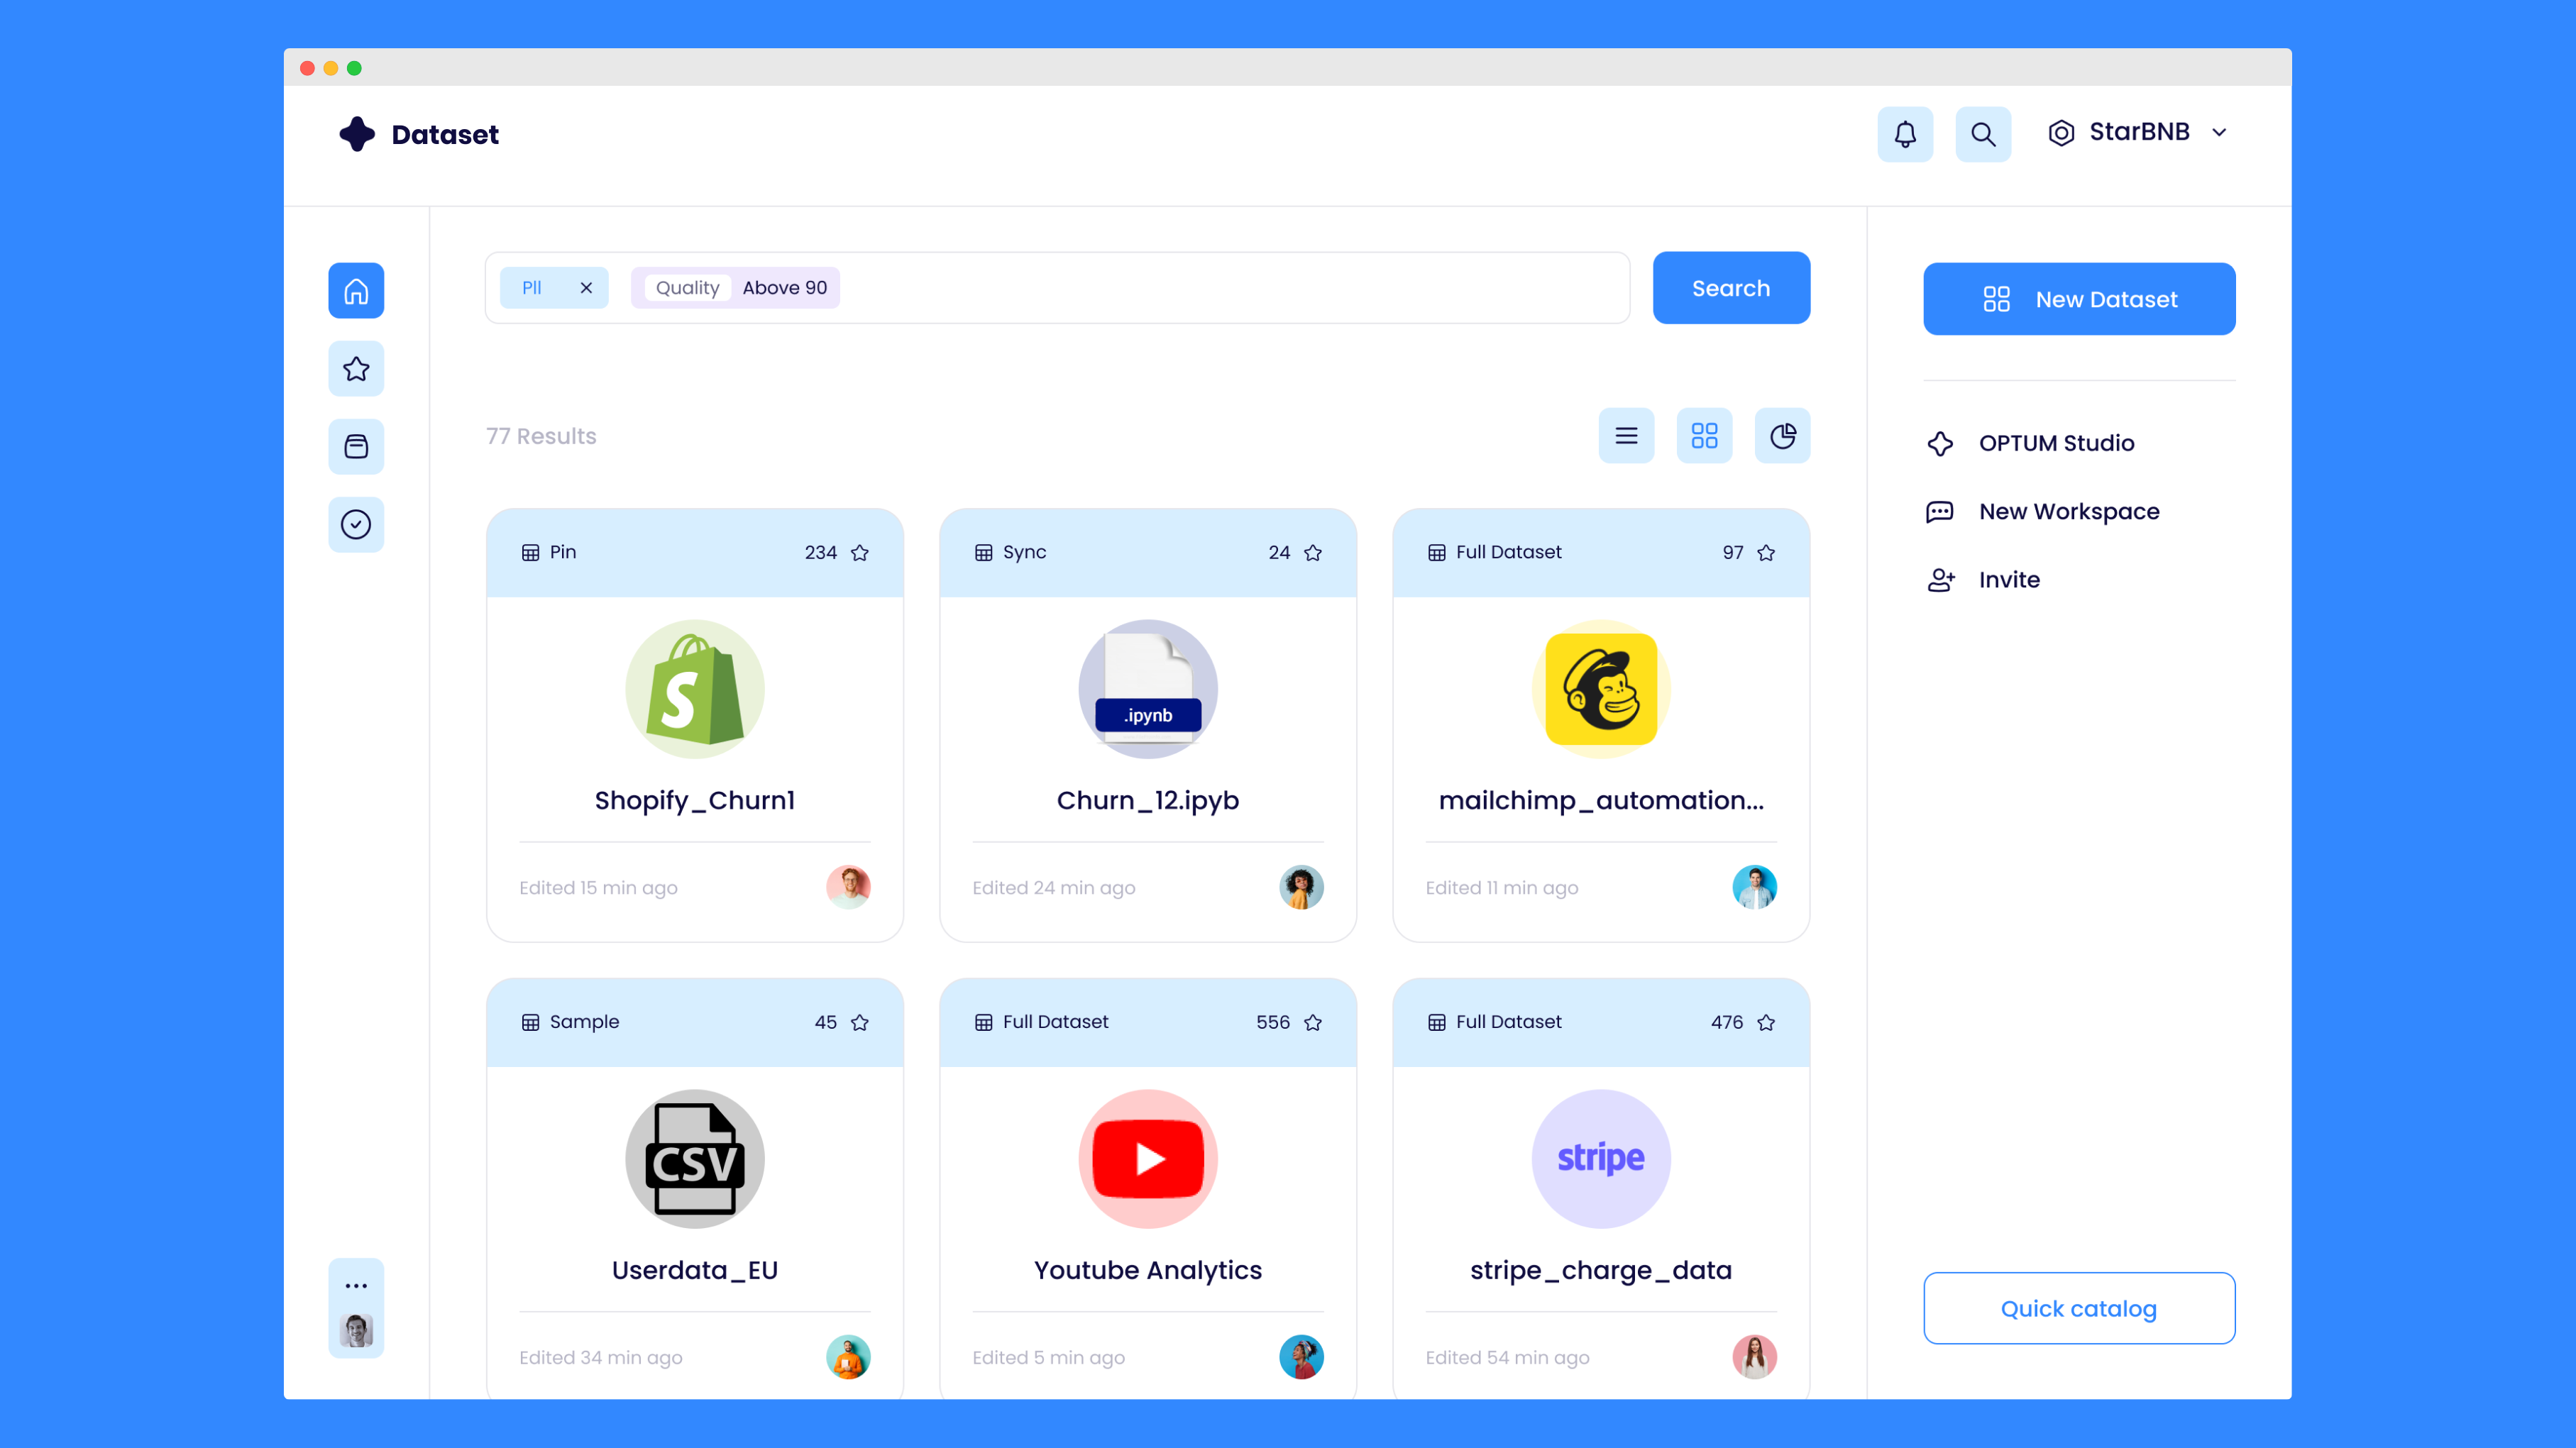 Dataset
StarBNB
Pll
Quality Above 90
Search
New Dataset
77 Results
OPTUM Studio
New Workspace
Invite
Pin 234
Sync 24
Full Dataset 97
S
.ipynb
Shopify_Churn1
Churn_12.ipyb
mailchimp_automation...
Edited 15 min ago
Edited 24 min ago
Edited 11 min ago
Sample 45
Full Dataset 556
Full Dataset 476
CSV
stripe
Userdata_EU
Youtube Analytics
stripe_charge_data
Edited 34 min ago
Edited 5 min ago
Edited 54 min ago
Quick catalog